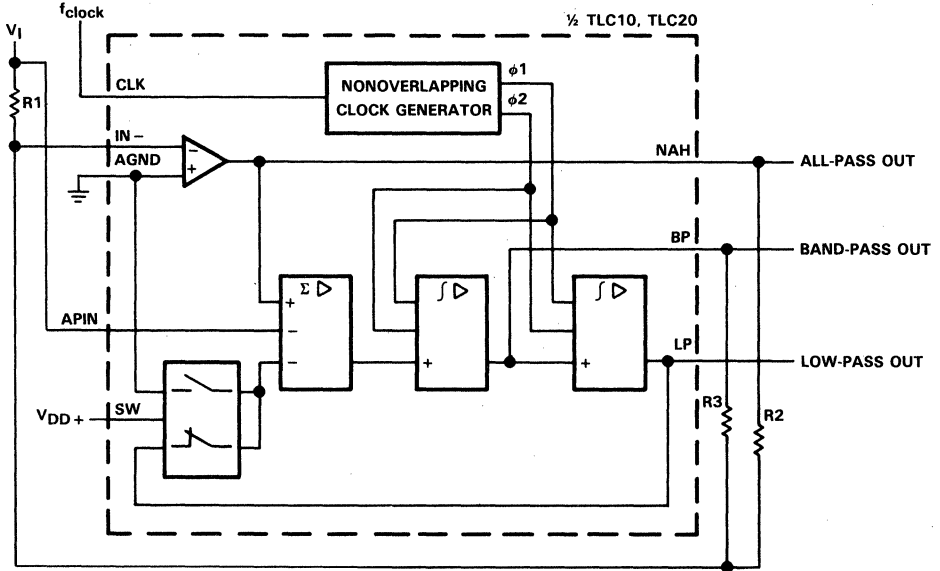 fclock
½ TLC10, TLC20
VI
CLK
NONOVERLAPPING
CLOCK GENERATOR
ϕ1
ϕ2
R1
IN −
AGND
−
+
NAH
ALL-PASS OUT
BP
BAND-PASS OUT
Σ ▷
∫ ▷
∫ ▷
+
APIN
−
−
+
+
LP
LOW-PASS OUT
VDD +
SW
R3
R2